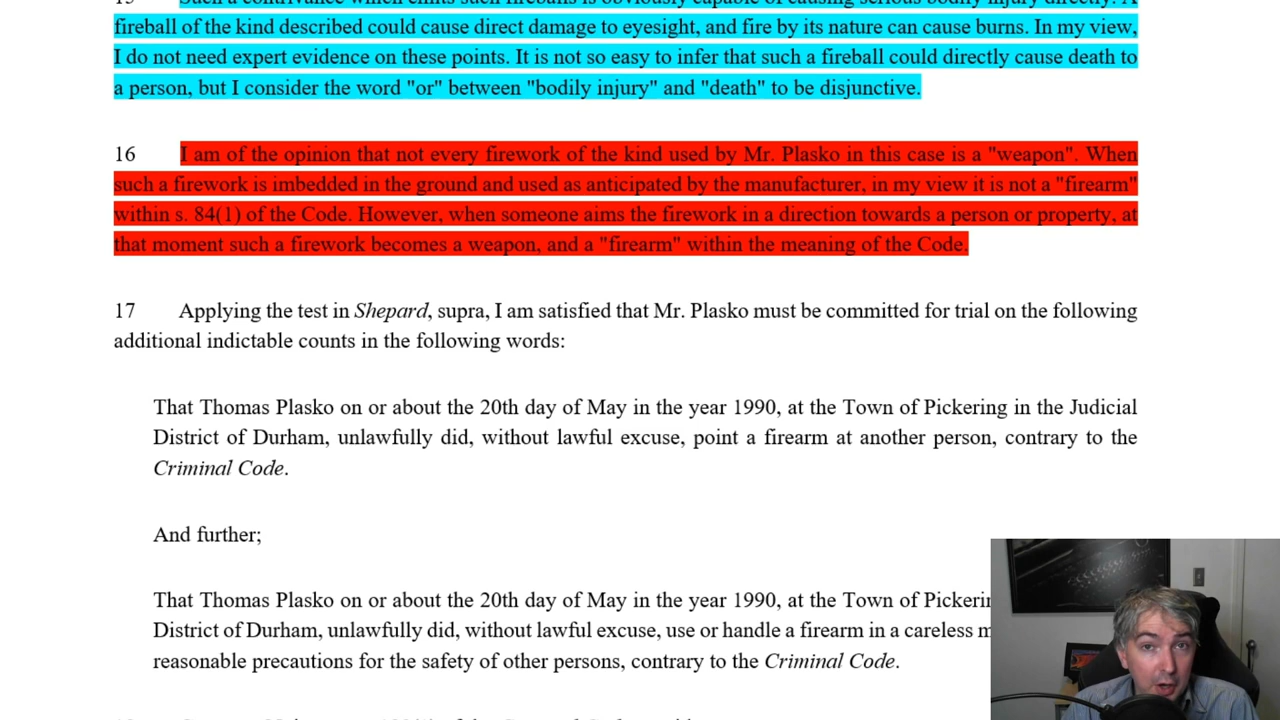 fireball of the kind described could cause direct damage to eyesight, and fire by its nature can cause burns. In my view,
I do not need expert evidence on these points. It is not so easy to infer that such a fireball could directly cause death to
a person, but I consider the word "or" between "bodily injury" and "death" to be disjunctive.
16 I am of the opinion that not every firework of the kind used by Mr. Plasko in this case is a "weapon". When
such a firework is imbedded in the ground and used as anticipated by the manufacturer, in my view it is not a "firearm"
within s. 84(1) of the Code. However, when someone aims the firework in a direction towards a person or property, at
that moment such a firework becomes a weapon, and a "firearm" within the meaning of the Code.
17 Applying the test in Shepard, supra, I am satisfied that Mr. Plasko must be committed for trial on the following
additional indictable counts in the following words:
That Thomas Plasko on or about the 20th day of May in the year 1990, at the Town of Pickering in the Judicial
District of Durham, unlawfully did, without lawful excuse, point a firearm at another person, contrary to the
Criminal Code.
And further;
That Thomas Plasko on or about the 20th day of May in the year 1990, at the Town of Pickerin
District of Durham, unlawfully did, without lawful excuse, use or handle a firearm in a careless m
reasonable precautions for the safety of other persons, contrary to the Criminal Code.